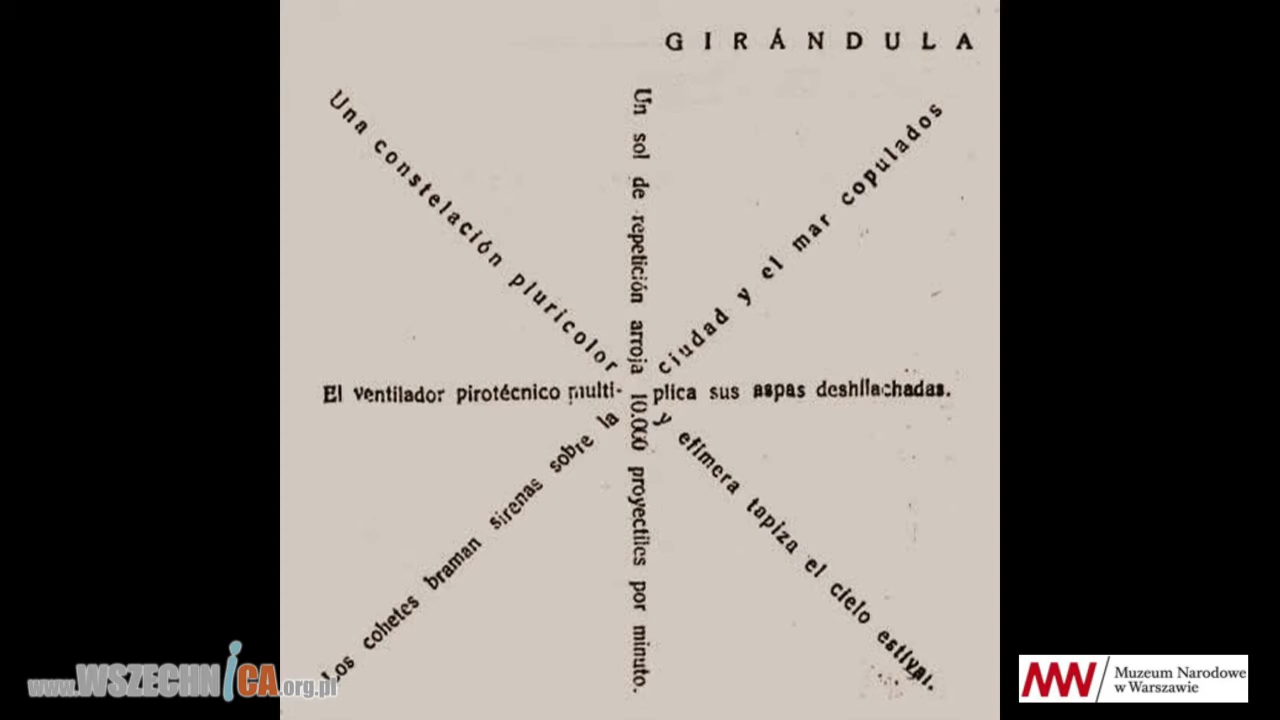 GIRÁNDULA
Una constelación pluricolor y efímera tapiza el cielo estival.
Un sol de repetición arroja 10.000 proyectiles por minuto.
Los cohetes braman sirenas sobre la ciudad y el mar copulados
El ventilador pirotécnico multi- plica sus aspas deshilachadas.
www.WSZECHNICA.org.pl
MNW
Muzeum Narodowe
w Warszawie